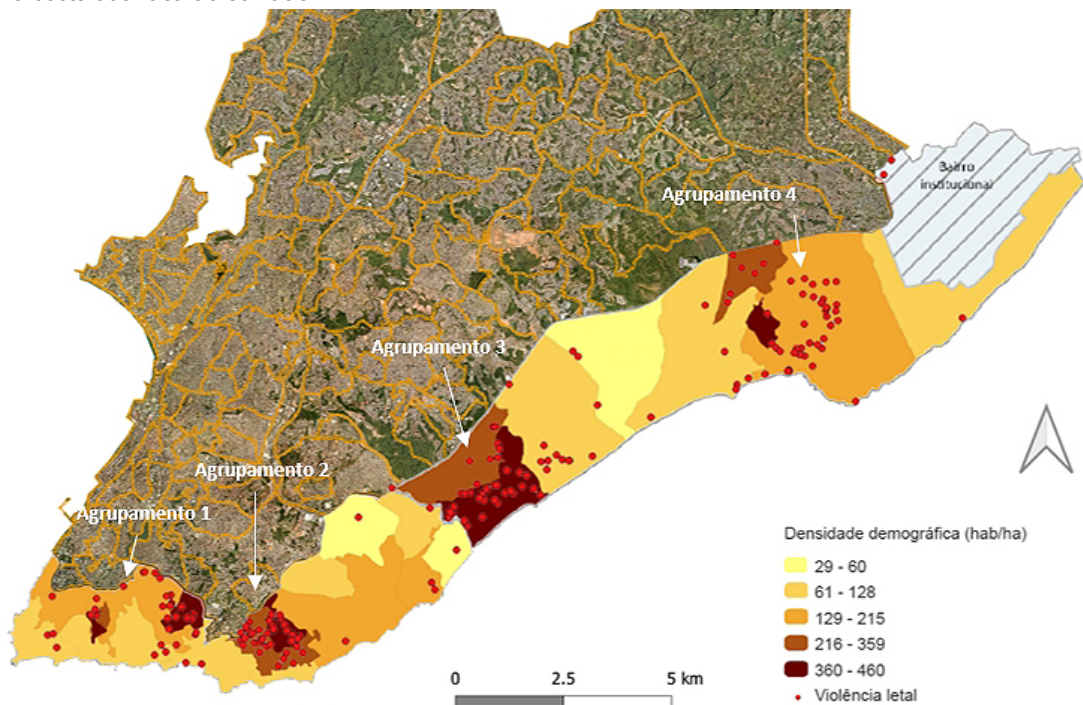 Bairro
institucional
Agrupamento 4
Agrupamento 3
Agrupamento 2
Agrupamento 1
Densidade demográfica (hab/ha)
29 - 60
61 - 128
129 - 215
216 - 359
360 - 460
Violência letal
0 2.5 5 km